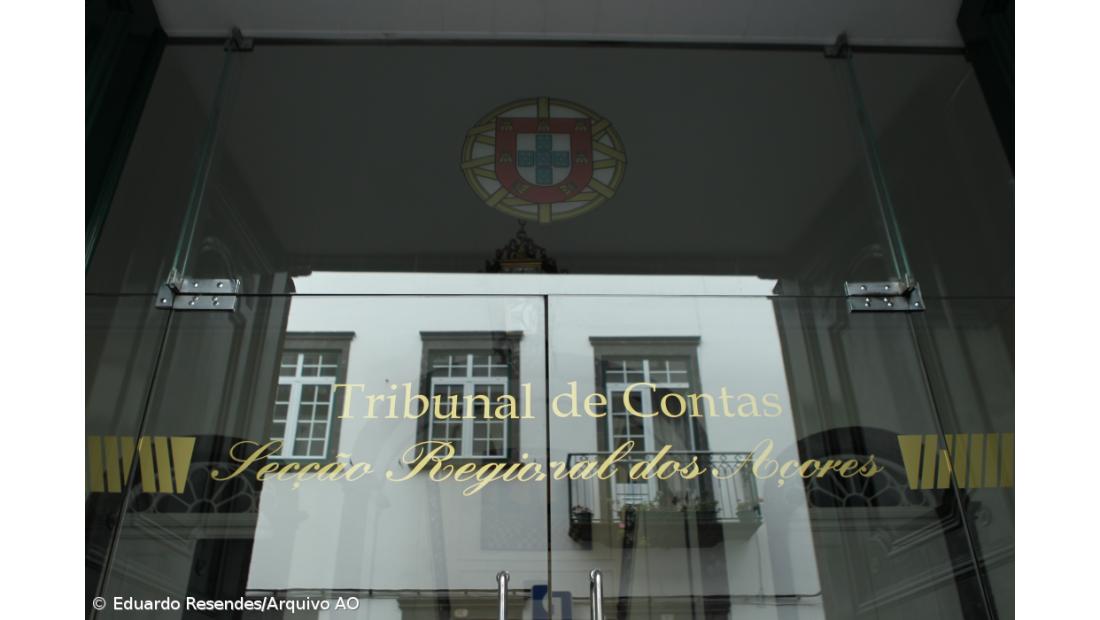 Tribunal de Contas
Secção Regional dos Açores
© Eduardo Resendes/Arquivo AO